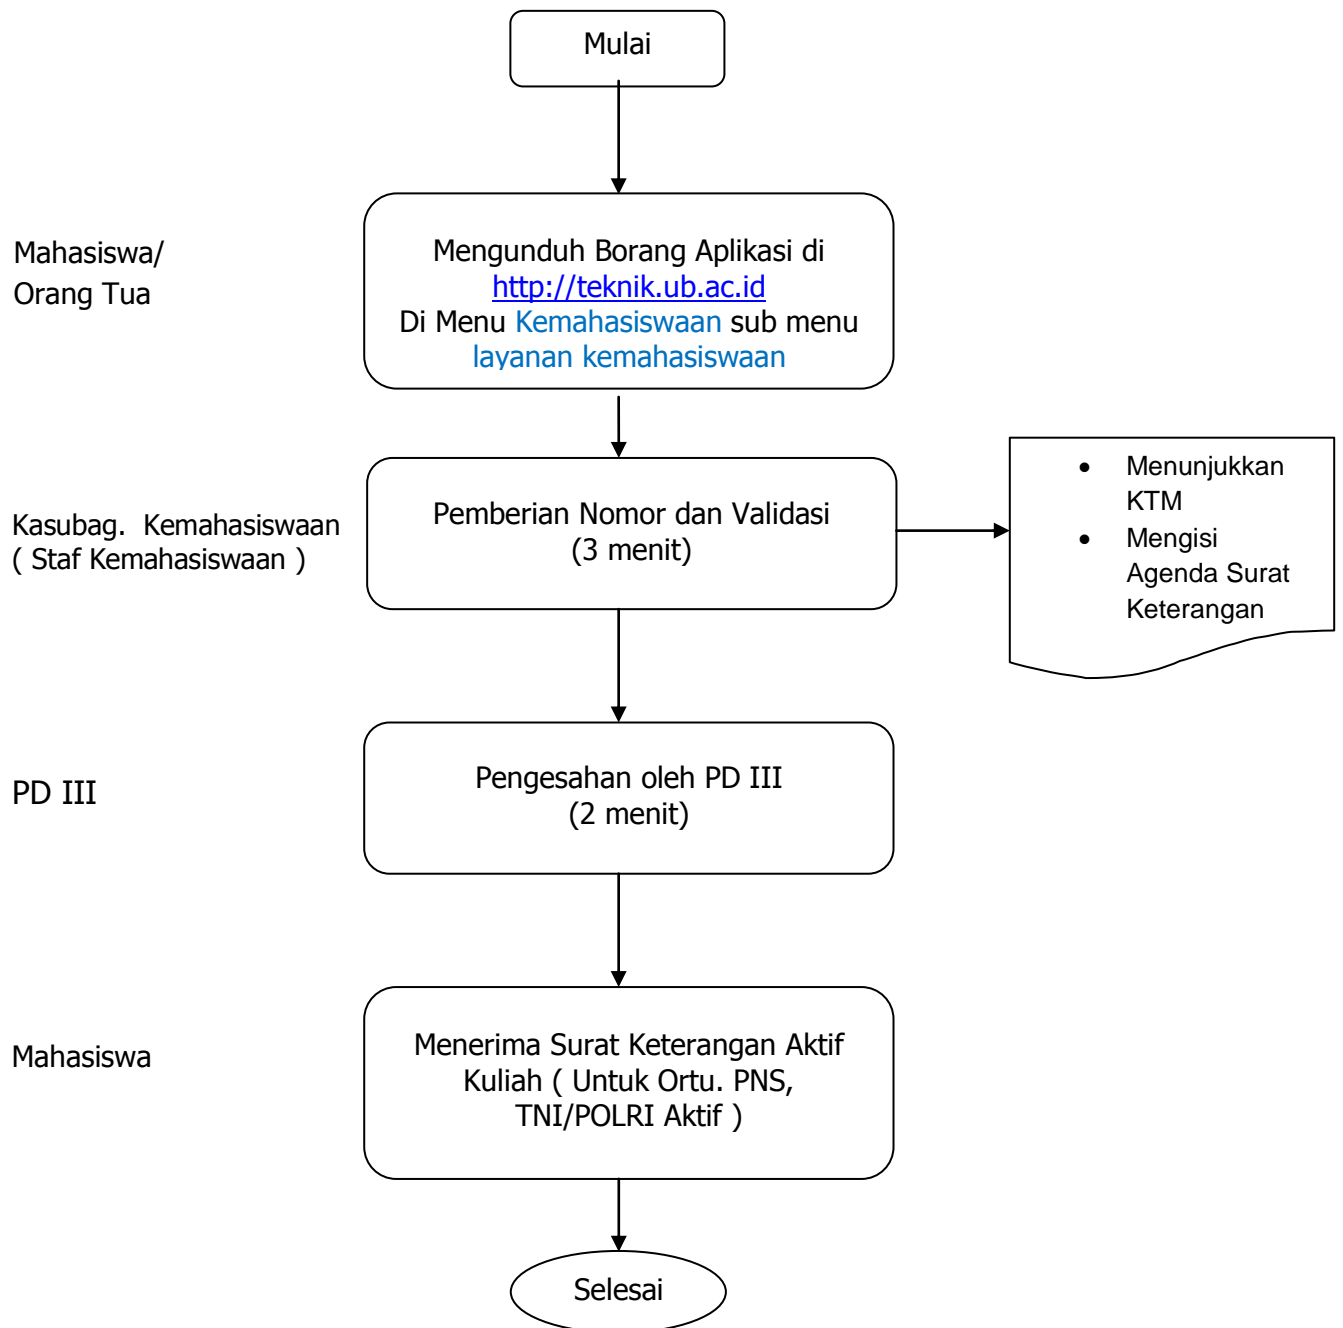 Mulai
Mahasiswa/
Orang Tua
Mengunduh Borang Aplikasi di
http://teknik.ub.ac.id
Di Menu Kemahasiswaan sub menu
layanan kemahasiswaan
Kasubag. Kemahasiswaan
( Staf Kemahasiswaan )
Pemberian Nomor dan Validasi
(3 menit)
• Menunjukkan
KTM
• Mengisi
Agenda Surat
Keterangan
PD III
Pengesahan oleh PD III
(2 menit)
Mahasiswa
Menerima Surat Keterangan Aktif
Kuliah ( Untuk Ortu. PNS,
TNI/POLRI Aktif )
Selesai